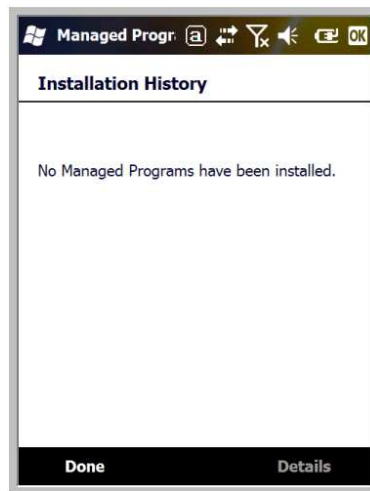 Managed Progr a OK
Installation History
No Managed Programs have been installed.
Done Details